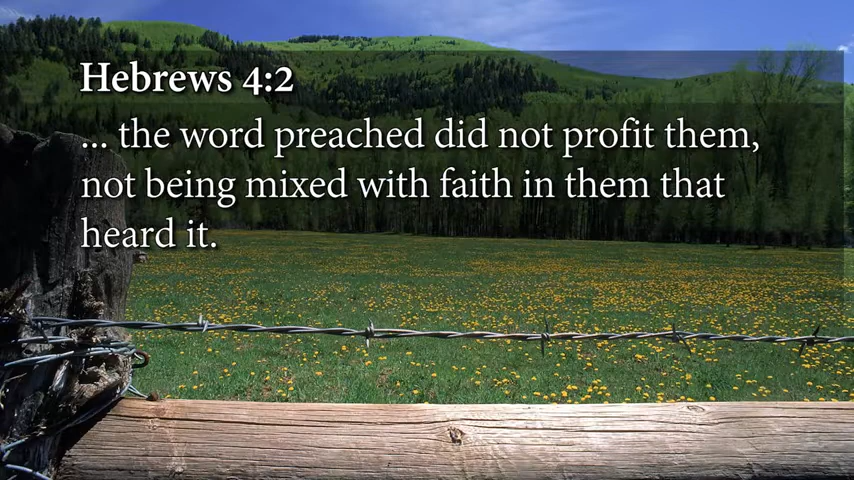 Hebrews 4:2
... the word preached did not profit them,
not being mixed with faith in them that
heard it.